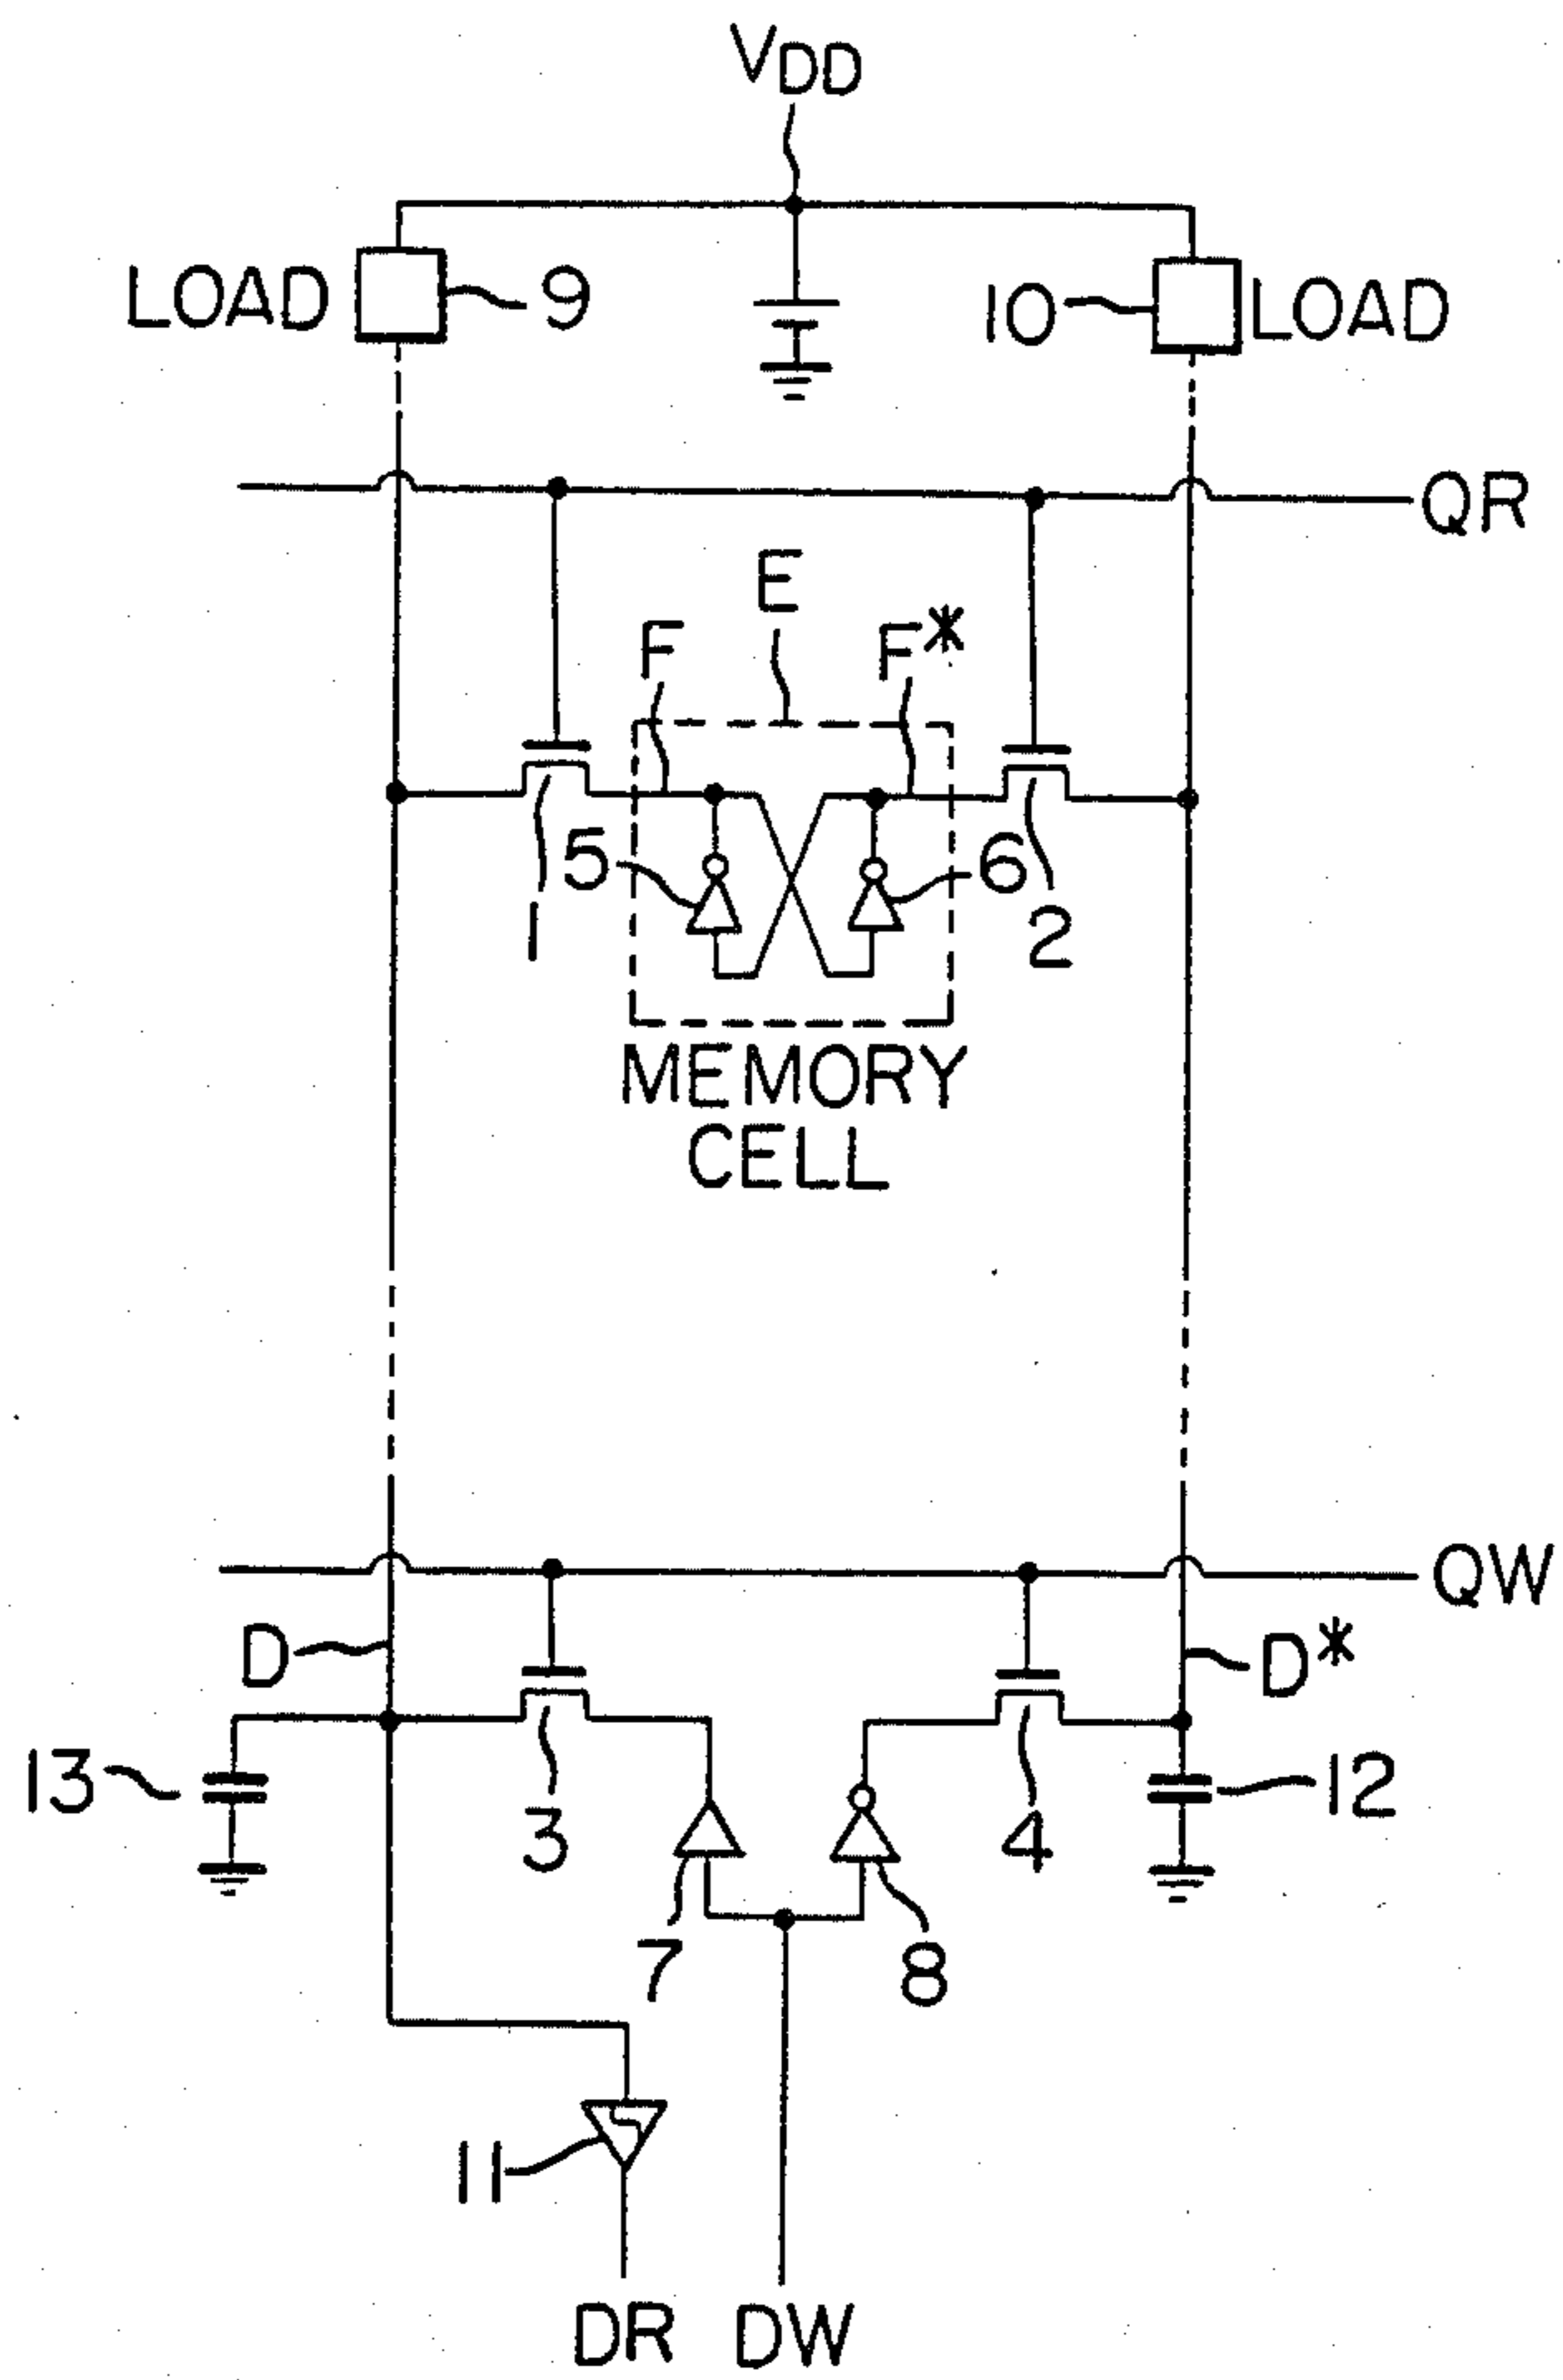 VDD
LOAD 9 10 LOAD
QR
E
F F*
5 6
1 2
MEMORY
CELL
QW
D D*
13 3 4 12
7 8
11
DR DW